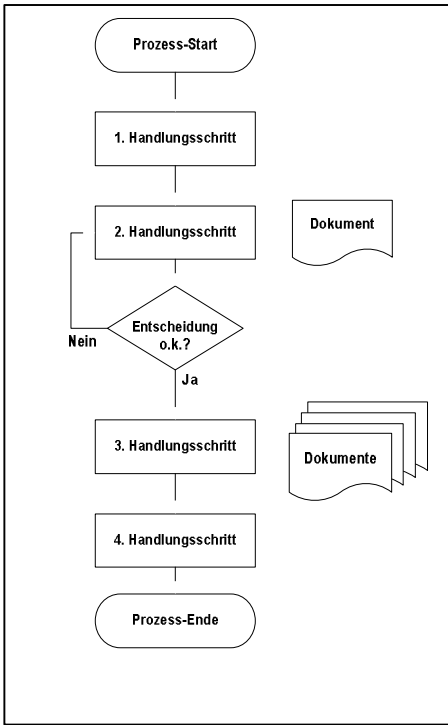 Prozess-Start
1. Handlungsschritt
2. Handlungsschritt
Dokument
Entscheidung
o.k.?
Nein
Ja
3. Handlungsschritt
Dokumente
4. Handlungsschritt
Prozess-Ende